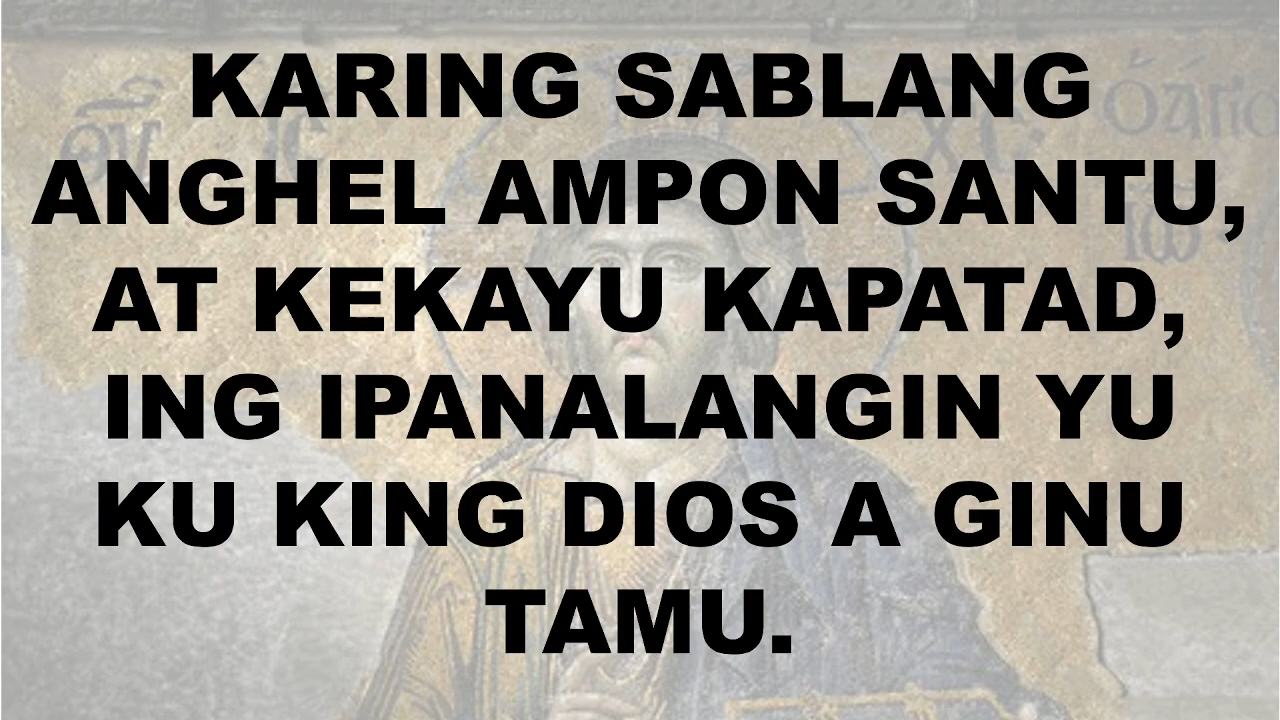 KARING SABLANG
ANGHEL AMPON SANTU,
AT KEKAYU KAPATAD,
ING IPANALANGIN YU
KU KING DIOS A GINU
TAMU.